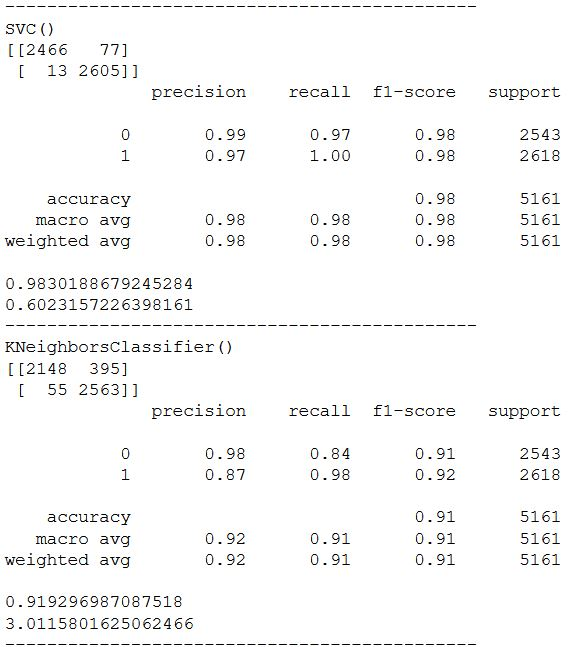 ---------------------------------------------
SVC()
[[2466   77]
 [  13 2605]]
              precision    recall  f1-score   support

           0       0.99      0.97      0.98      2543
           1       0.97      1.00      0.98      2618

    accuracy                           0.98      5161
   macro avg       0.98      0.98      0.98      5161
weighted avg       0.98      0.98      0.98      5161

0.9830188679245284
0.6023157226398161
---------------------------------------------
KNeighborsClassifier()
[[2148  395]
 [  55 2563]]
              precision    recall  f1-score   support

           0       0.98      0.84      0.91      2543
           1       0.87      0.98      0.92      2618

    accuracy                           0.91      5161
   macro avg       0.92      0.91      0.91      5161
weighted avg       0.92      0.91      0.91      5161

0.919296987087518
3.0115801625062466
---------------------------------------------